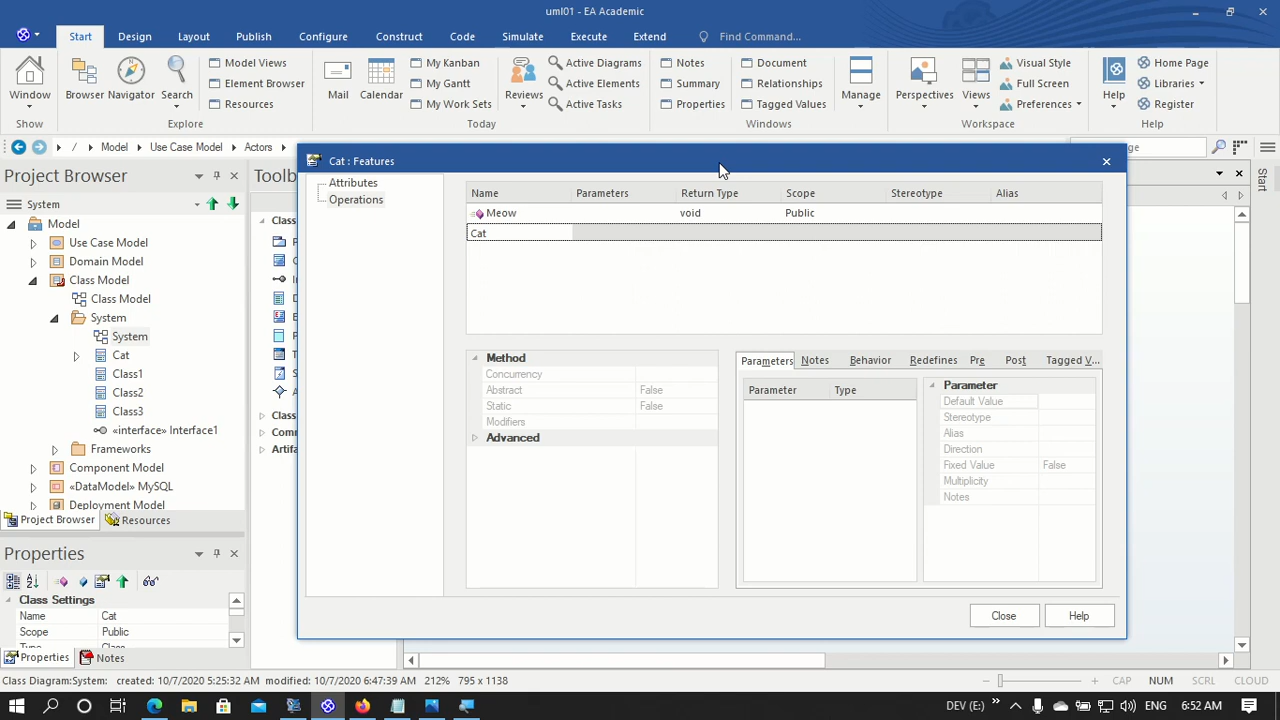 uml01 - EA Academic
Start Design Layout Publish Configure Construct Code Simulate Execute Extend Find Command...
Window Browser Navigator Search Model Views Element Browser Resources
Mail Calendar My Kanban My Gantt My Work Sets
Reviews Active Diagrams Active Elements Active Tasks
Notes Summary Properties Document Relationships Tagged Values Manage
Perspectives Views Visual Style Full Screen Preferences
Help Home Page Libraries Register
Show Explore Today Windows Workspace Help
/ Model Use Case Model Actors
Project Browser
System
Model
Use Case Model
Domain Model
Class Model
Class Model
System
System
Cat
Class1
Class2
Class3
«interface» Interface1
Frameworks
Component Model
«DataModel» MySQL
Deployment Model
Project Browser Resources
Properties
Class Settings
Name Cat
Scope Public
Properties Notes
Toolb
Class
Class
Com
Artifa
Start
Cat : Features
Attributes
Operations
Name Parameters Return Type Scope Stereotype Alias
Meow void Public
Cat
Method
Concurrency
Abstract False
Static False
Modifiers
Advanced
Parameters Notes Behavior Redefines Pre Post Tagged V...
Parameter Type
Parameter
Default Value
Stereotype
Alias
Direction
Fixed Value False
Multiplicity
Notes
Close Help
Class Diagram:System: created: 10/7/2020 5:25:32 AM modified: 10/7/2020 6:47:39 AM 212% 795 x 1138
CAP NUM SCRL CLOUD
DEV (E:) 6:52 AM